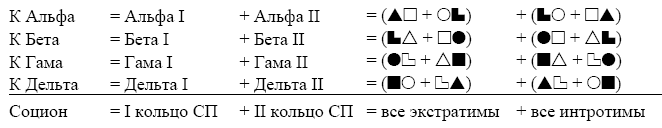 К Альфа = Альфа I + Альфа II = (▲□ + ○▙) + (▙○ + □▲)
К Бета = Бета I + Бета II = (▙△ + □●) + (●□ + △▙)
К Гама = Гама I + Гама II = (●∟ + △■) + (■△ + ∟●)
К Дельта = Дельта I + Дельта II = (■○ + ∟▲) + (▲∟ + ○■)
Социон = I кольцо СП + II кольцо СП = все экстратимы + все интротимы